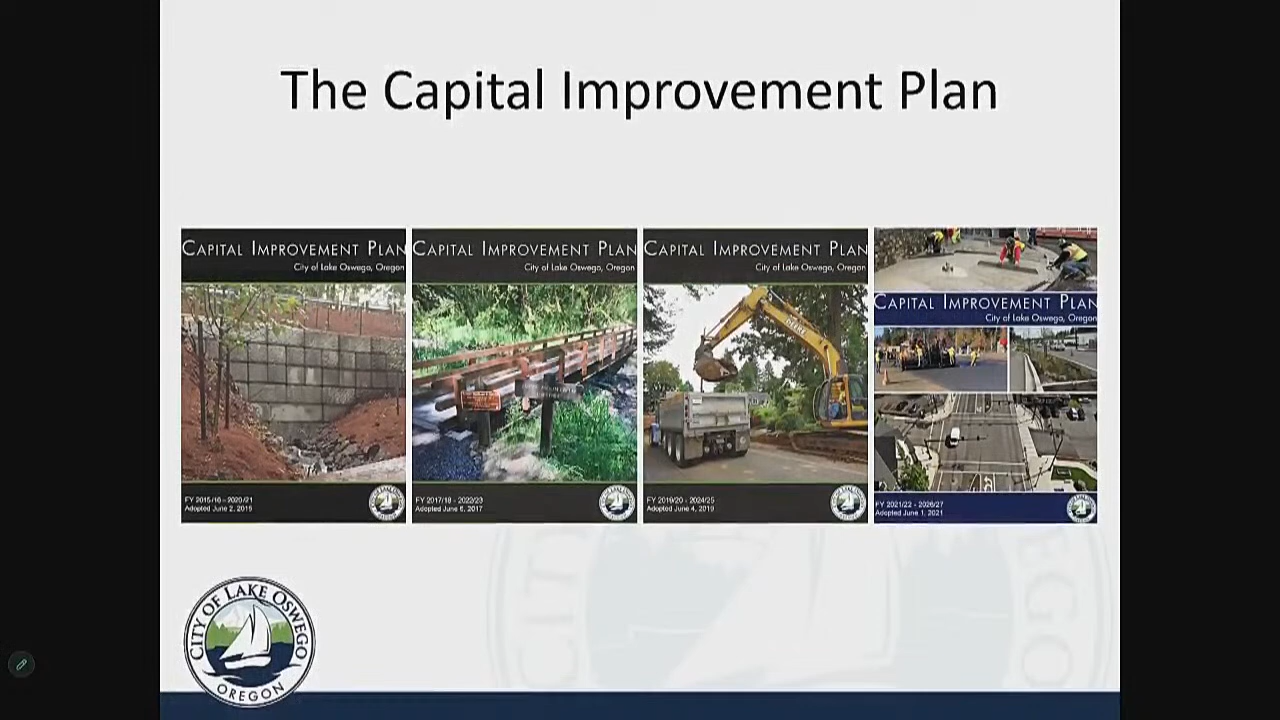 The Capital Improvement Plan
CAPITAL IMPROVEMENT PLAN
City of Lake Oswego, Oregon
FY 2015/16 - 2020/21
Adopted June 2, 2015
CAPITAL IMPROVEMENT PLAN
City of Lake Oswego, Oregon
FY 2017/18 - 2022/23
Adopted June 6, 2017
CAPITAL IMPROVEMENT PLAN
City of Lake Oswego, Oregon
DEERE
FY 2019/20 - 2024/25
Adopted June 4, 2019
CAPITAL IMPROVEMENT PLAN
City of Lake Oswego, Oregon
FY 2021/22 - 2026/27
Adopted June 1, 2021
CITY OF LAKE OSWEGO
OREGON